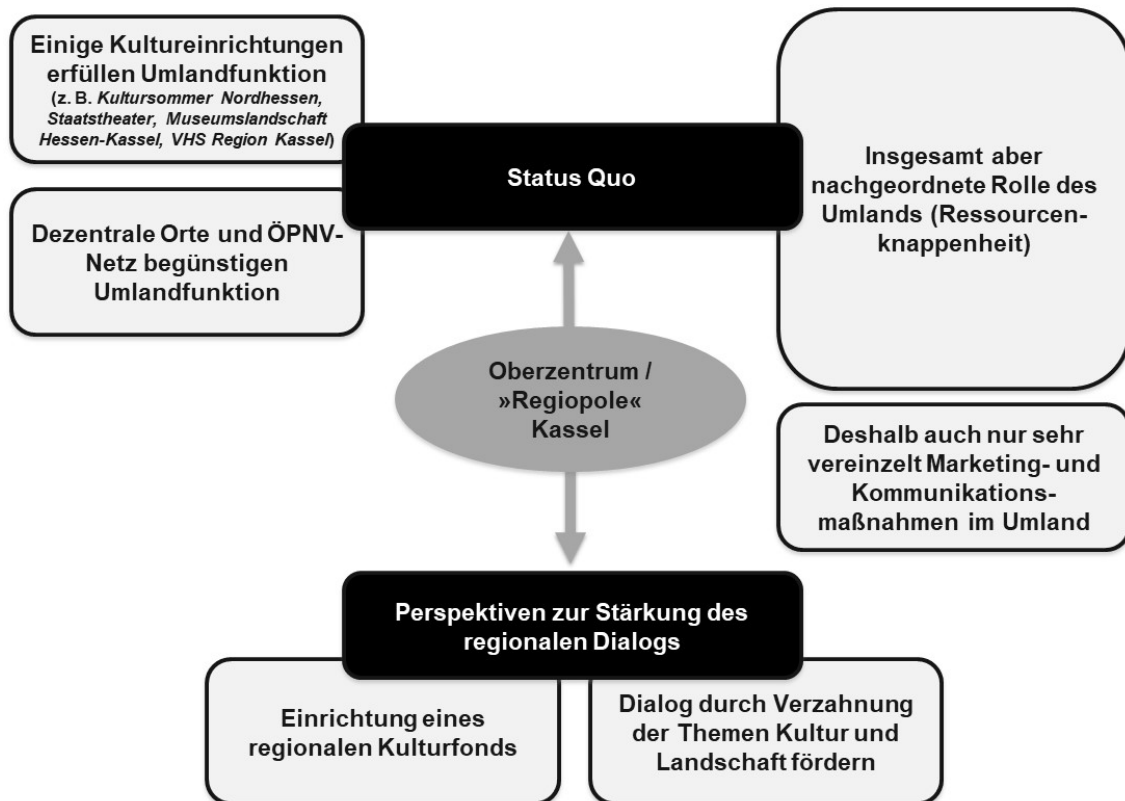 Einige Kultureinrichtungen
erfüllen Umlandfunktion
(z. B. Kultursommer Nordhessen,
Staatstheater, Museumslandschaft
Hessen-Kassel, VHS Region Kassel)
Dezentrale Orte und ÖPNV-
Netz begünstigen
Umlandfunktion
Status Quo
Insgesamt aber
nachgeordnete Rolle des
Umlands (Ressourcen-
knappenheit)
Deshalb auch nur sehr
vereinzelt Marketing- und
Kommunikations-
maßnahmen im Umland
Oberzentrum /
»Regiopole«
Kassel
Perspektiven zur Stärkung des
regionalen Dialogs
Einrichtung eines
regionalen Kulturfonds
Dialog durch Verzahnung
der Themen Kultur und
Landschaft fördern